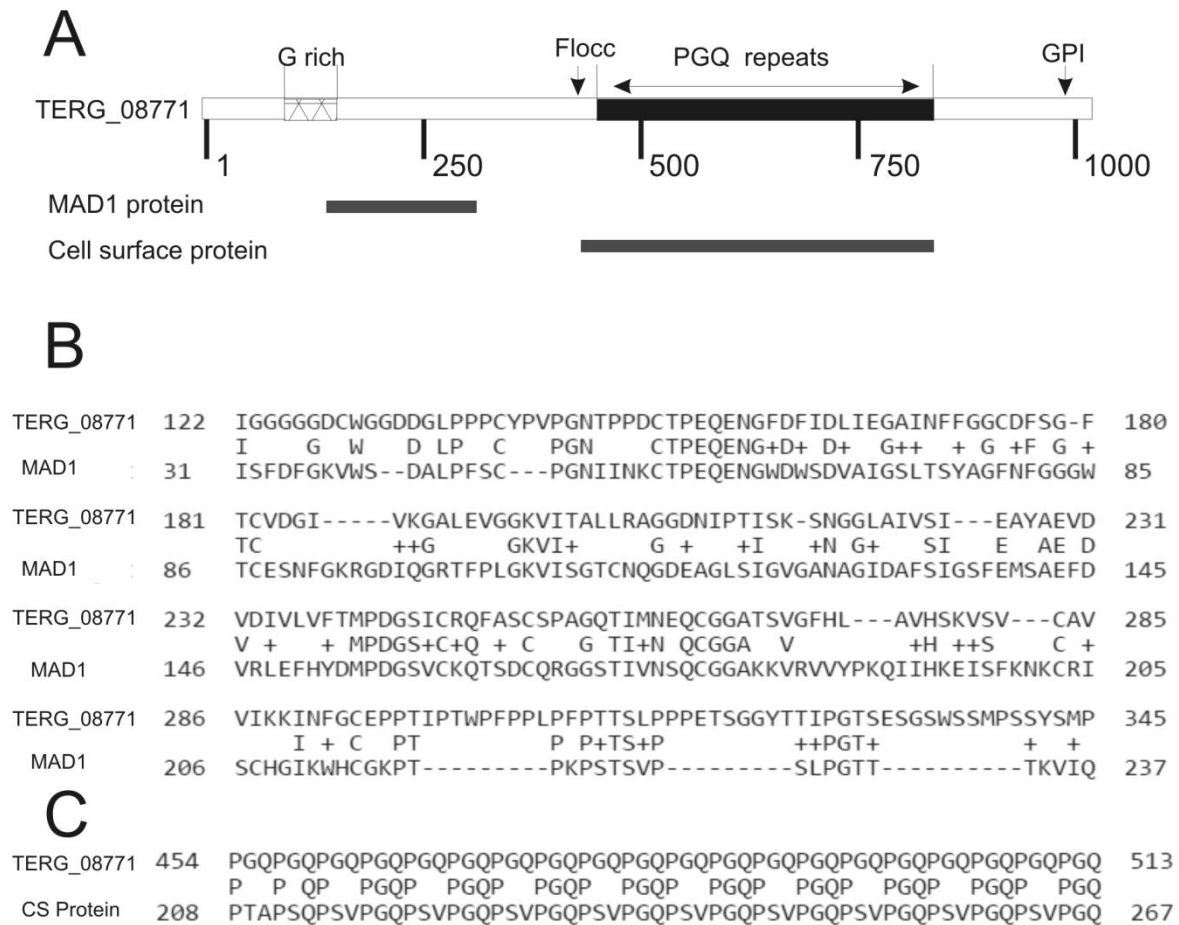 A
G rich
Flocc
PGQ repeats
GPI
TERG_08771
1
250
500
750
1000
MAD1 protein
Cell surface protein
B
TERG_08771 122 IGGGGGDCWGGDDGLPPPCYPVPGNTPPDCTPEQENGFDFIDLIEGAINFFGGCDFSG-F 180
I G W D LP C PGN CTPEQENG+D+ D+ G++ + G +F G +
MAD1 31 ISFDFGKVWS--DALPFSC---PGNIINKCTPEQENGWDWSDVAIGSLTSYAGFNFGGGW 85
TERG_08771 181 TCVDGI-----VKGALEVGGKVITALLRAGGDNIPTISK-SNGGLAIVSI---EAYAEVD 231
TC ++G GKVI+ G + +I +N G+ SI E AE D
MAD1 86 TCESNFGKRGDIQGRTFPLGKVISGTCNQGDEAGLSIGVGANAGIDAFSIGSFEMSAEFD 145
TERG_08771 232 VDIVLVFTMPDGSICRQFASCSPAGQTIMNEQCGGATSVGFHL---AVHSKVSV---CAV 285
V + + MPDGS+C+Q + C G TI+N QCGGA V +H ++S C +
MAD1 146 VRLEFHYDMPDGSVCKQTSDCQRGGSTIVNSQCGGAKKVRVVYPKQIIHKEISFKNKCRI 205
TERG_08771 286 VIKKINFGCEPPTIPTWPFPPLPFPTTSLPPPETSGGYTTIPGTSESGSWSSMPSSYSMP 345
I + C PT P P+TS+P ++PGT+ + +
MAD1 206 SCHGIKWHCGKPT---------PKPSTSVP---------SLPGTT----------TKVIQ 237
C
TERG_08771 454 PGQPGQPGQPGQPGQPGQPGQPGQPGQPGQPGQPGQPGQPGQPGQPGQPGQPGQPGQPGQ 513
P P QP PGQP PGQP PGQP PGQP PGQP PGQP PGQP PGQP PGQ
CS Protein 208 PTAPSQPSVPGQPSVPGQPSVPGQPSVPGQPSVPGQPSVPGQPSVPGQPSVPGQPSVPGQ 267